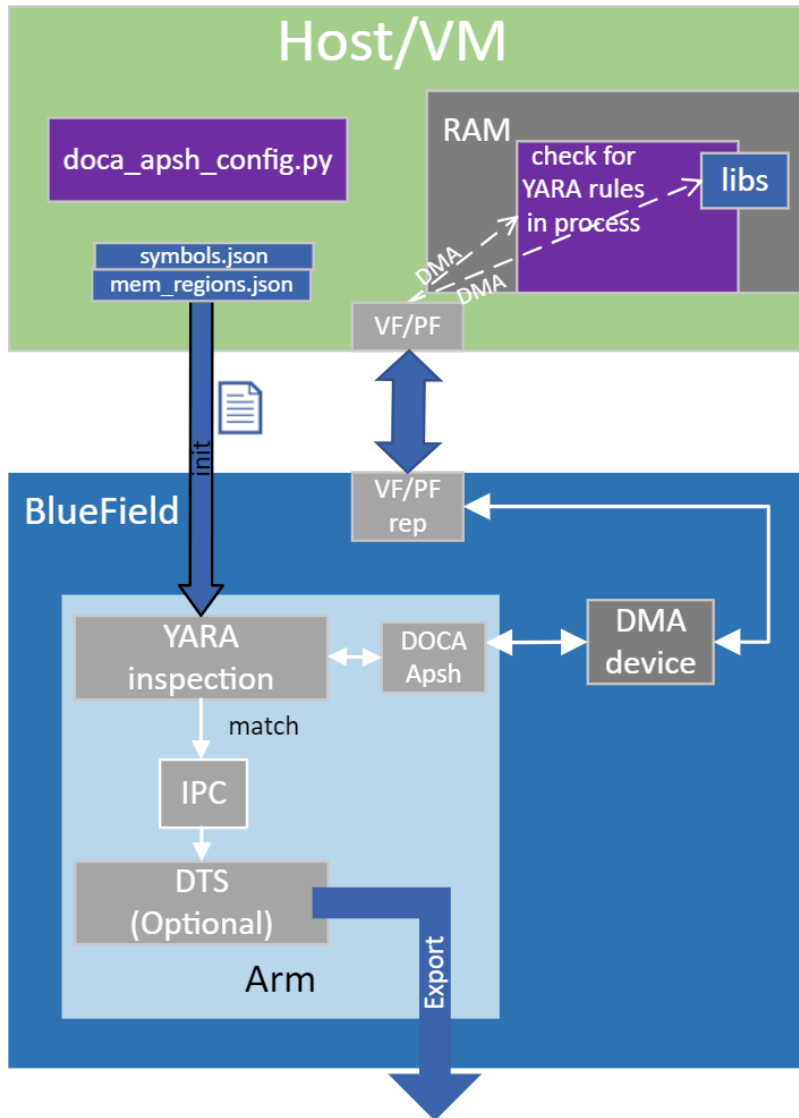 Host/VM
doca_apsh_config.py
RAM
check for
YARA rules
in process
libs
symbols.json
mem_regions.json
DMA
DMA
VF/PF
init
BlueField
VF/PF
rep
YARA
inspection
DOCA
Apsh
DMA
device
match
IPC
DTS
(Optional)
Arm
Export